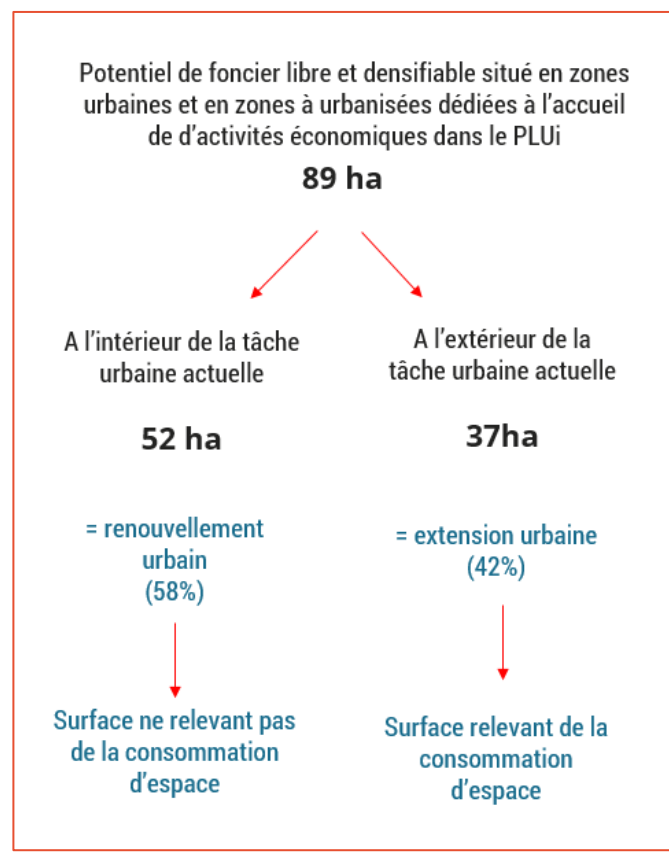 Potentiel de foncier libre et densifiable situé en zones
urbaines et en zones à urbanisées dédiées à l'accueil
de d'activités économiques dans le PLUi
89 ha
A l'intérieur de la tâche
urbaine actuelle
52 ha
= renouvellement
urbain
(58%)
Surface ne relevant pas
de la consommation
d'espace
A l'extérieur de la
tâche urbaine actuelle
37ha
= extension urbaine
(42%)
Surface relevant de la
consommation
d'espace